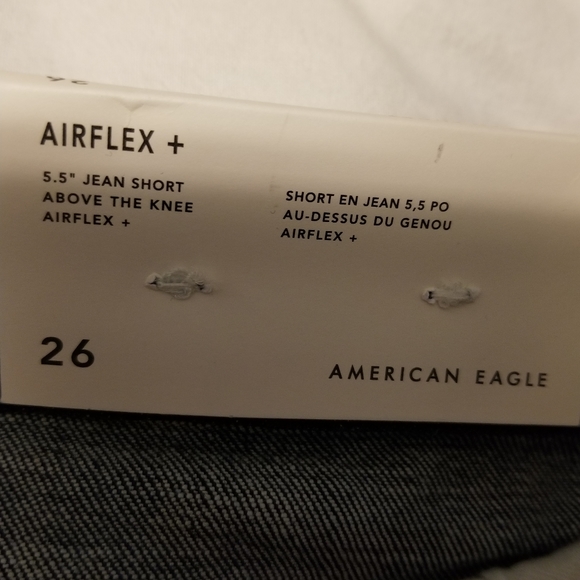 26
AIRFLEX +
5.5" JEAN SHORT
ABOVE THE KNEE
AIRFLEX +
SHORT EN JEAN 5,5 PO
AU-DESSUS DU GENOU
AIRFLEX +
26
AMERICAN EAGLE